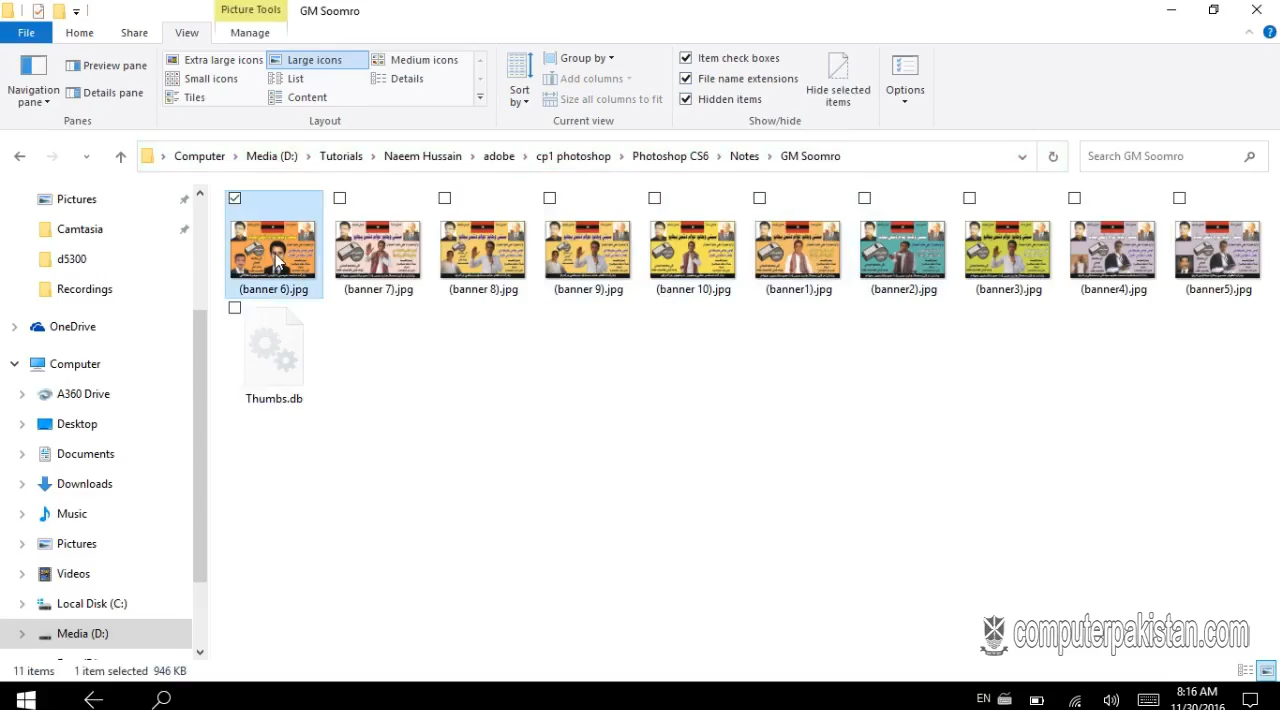 Picture Tools
GM Soomro
File
Home
Share
View
Manage
Navigation pane
Preview pane
Details pane
Panes
Extra large icons
Large icons
Medium icons
Small icons
List
Details
Tiles
Content
Layout
Sort by
Group by
Add columns
Size all columns to fit
Current view
Item check boxes
File name extensions
Hidden items
Hide selected items
Show/hide
Options
Computer
Media (D:)
Tutorials
Naeem Hussain
adobe
cp1 photoshop
Photoshop CS6
Notes
GM Soomro
Search GM Soomro
Pictures
Camtasia
d5300
Recordings
OneDrive
Computer
A360 Drive
Desktop
Documents
Downloads
Music
Pictures
Videos
Local Disk (C:)
Media (D:)
(banner 6).jpg
(banner 7).jpg
(banner 8).jpg
(banner 9).jpg
(banner 10).jpg
(banner1).jpg
(banner2).jpg
(banner3).jpg
(banner4).jpg
(banner5).jpg
Thumbs.db
computerpakistan.com
11 items
1 item selected 946 KB
EN
8:16 AM
11/30/2016